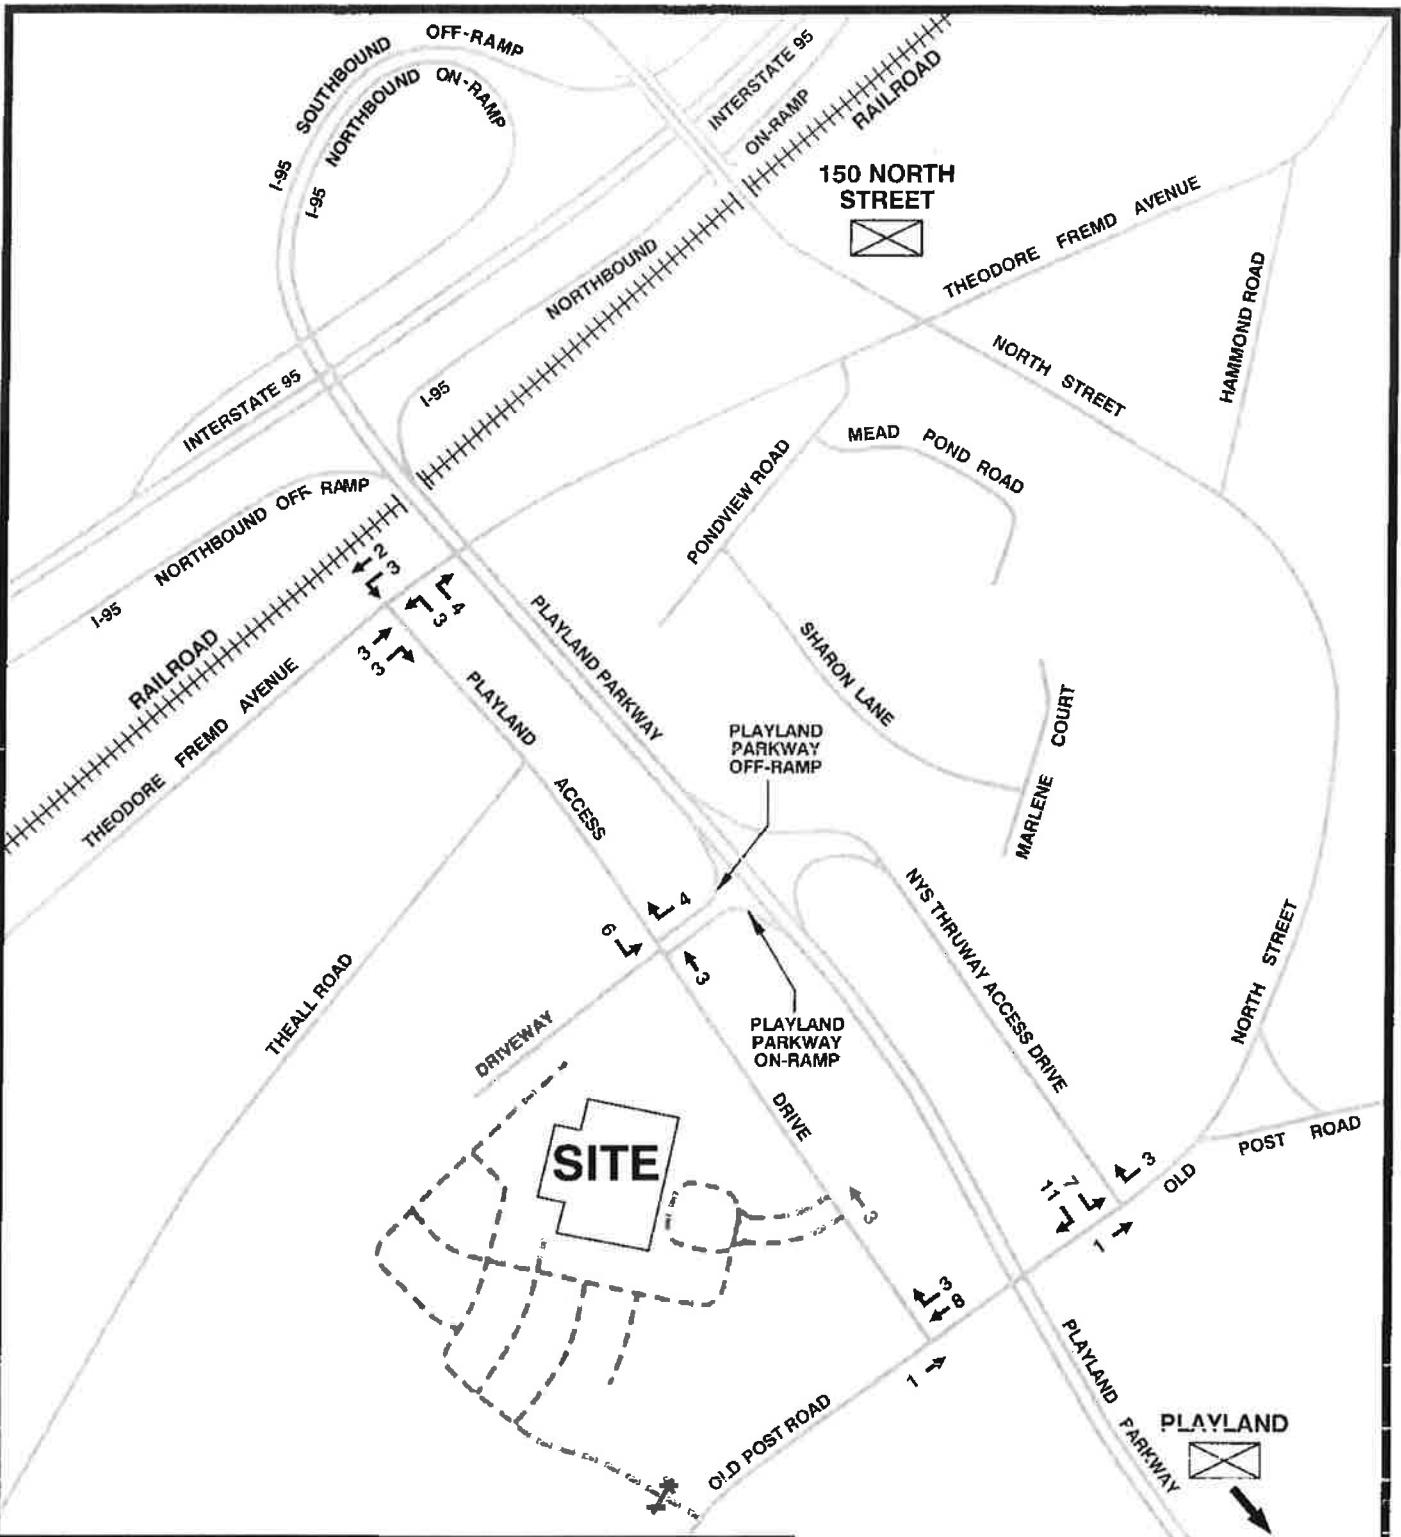 OFF-RAMP
SOUTHBOUND
I-95
ON-RAMP
NORTHBOUND
I-95
INTERSTATE 95
ON-RAMP
RAILROAD
150 NORTH
STREET
THEODORE FREMD AVENUE
HAMMOND ROAD
NORTHBOUND
I-95
NORTH STREET
INTERSTATE 95
MEAD POND ROAD
PONDVIEW ROAD
I-95 NORTHBOUND OFF RAMP
2
3
4
3
3
3
RAILROAD
THEODORE FREMD AVENUE
PLAYLAND PARKWAY
SHARON LANE
MARLENE COURT
PLAYLAND
ACCESS
DRIVE
PLAYLAND
PARKWAY
OFF-RAMP
4
6
3
NYS THRUWAY ACCESS DRIVE
NORTH STREET
THEALL ROAD
DRIVEWAY
PLAYLAND
PARKWAY
ON-RAMP
SITE
3
OLD POST ROAD
3
7
11
1
3
8
1
OLD POST ROAD
PLAYLAND PARKWAY
PLAYLAND